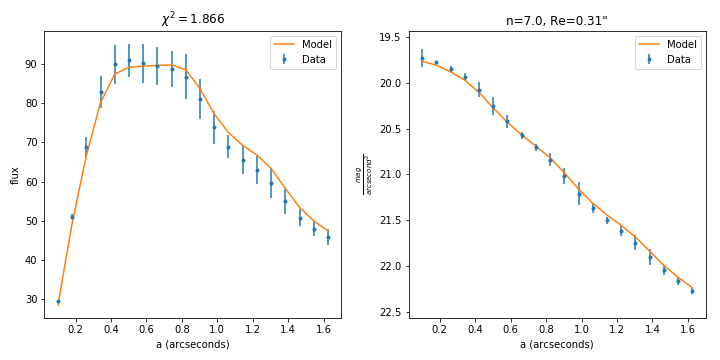 χ² = 1.866
Model
Data
90
80
70
60
50
40
30
flux
0.2 0.4 0.6 0.8 1.0 1.2 1.4 1.6
a (arcseconds)
n=7.0, Re=0.31"
Model
Data
19.5
20.0
20.5
21.0
21.5
22.0
22.5
mag
arcsecond²
0.2 0.4 0.6 0.8 1.0 1.2 1.4 1.6
a (arcseconds)